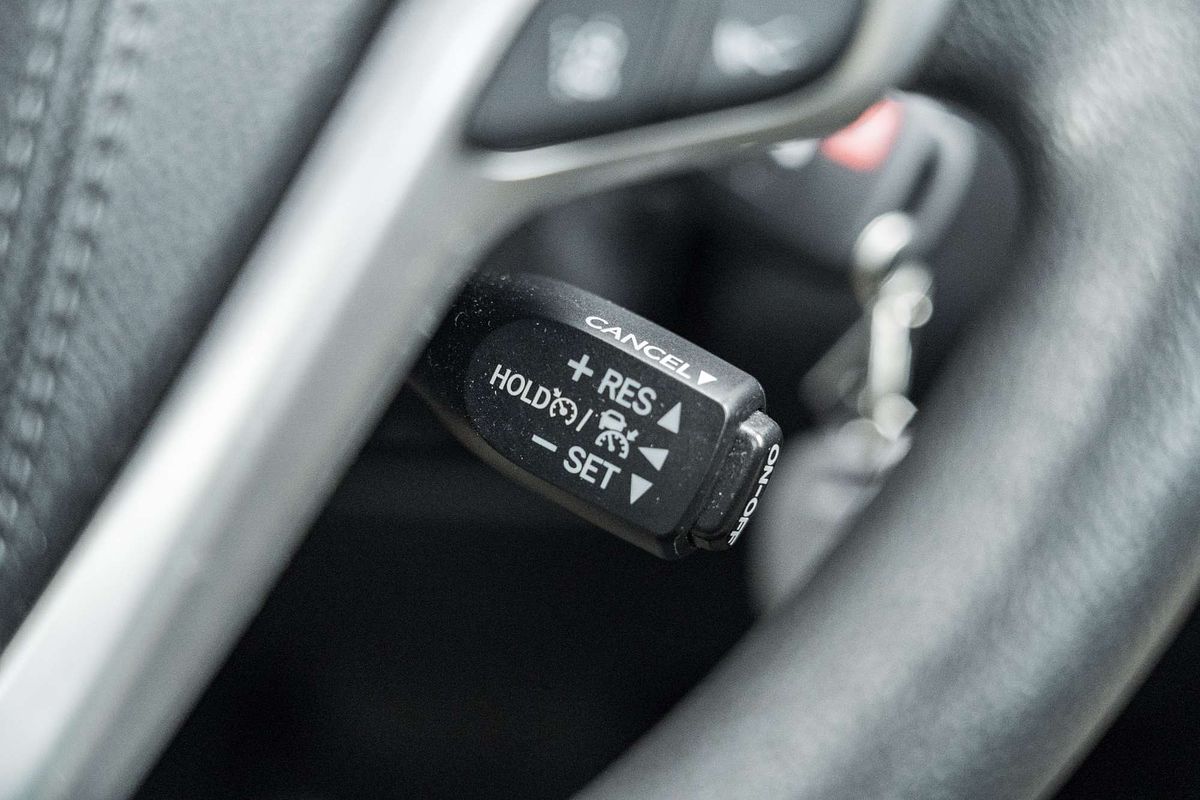 CANCEL▼
+ RES ▲
HOLD / ◀
− SET ▼
ON-OFF